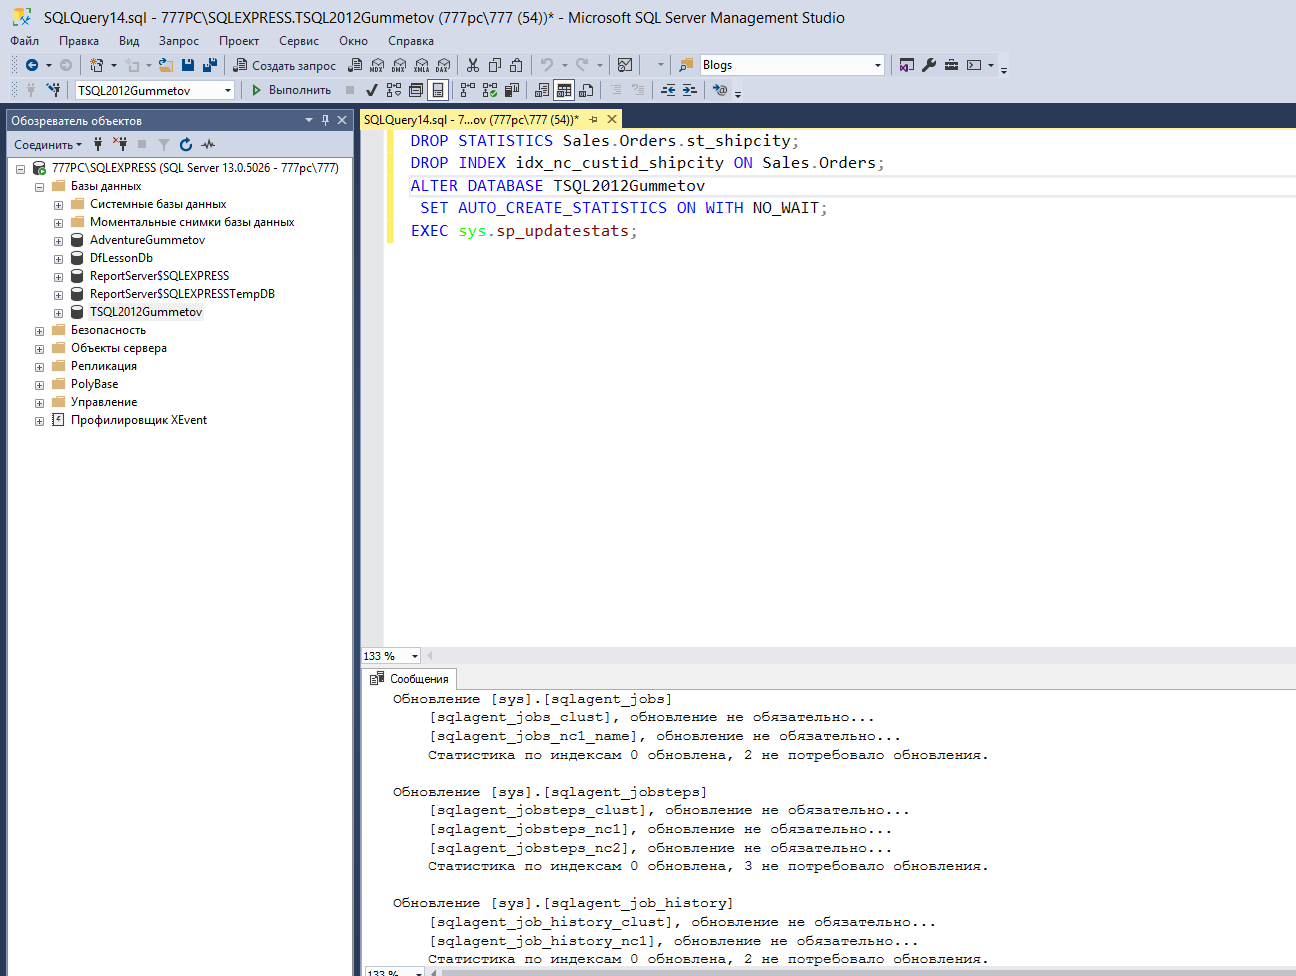 SQLQuery14.sql - 777PC\SQLEXPRESS.TSQL2012Gummetov (777pc\777 (54))* - Microsoft SQL Server Management Studio
Файл Правка Вид Запрос Проект Сервис Окно Справка
Создать запрос MDX DMX XMLA DAX Blogs
TSQL2012Gummetov Выполнить
Обозреватель объектов
SQLQuery14.sql - 7...ov (777pc\777 (54))*
Соединить
777PC\SQLEXPRESS (SQL Server 13.0.5026 - 777pc\777)
Базы данных
Системные базы данных
Моментальные снимки базы данных
AdventureGummetov
DfLessonDb
ReportServer$SQLEXPRESS
ReportServer$SQLEXPRESSTempDB
TSQL2012Gummetov
Безопасность
Объекты сервера
Репликация
PolyBase
Управление
Профилировщик XEvent
DROP STATISTICS Sales.Orders.st_shipcity;
DROP INDEX idx_nc_custid_shipcity ON Sales.Orders;
ALTER DATABASE TSQL2012Gummetov
SET AUTO_CREATE_STATISTICS ON WITH NO_WAIT;
EXEC sys.sp_updatestats;
133 %
Сообщения
Обновление [sys].[sqlagent_jobs]
[sqlagent_jobs_clust], обновление не обязательно...
[sqlagent_jobs_nc1_name], обновление не обязательно...
Статистика по индексам 0 обновлена, 2 не потребовало обновления.
Обновление [sys].[sqlagent_jobsteps]
[sqlagent_jobsteps_clust], обновление не обязательно...
[sqlagent_jobsteps_nc1], обновление не обязательно...
[sqlagent_jobsteps_nc2], обновление не обязательно...
Статистика по индексам 0 обновлена, 3 не потребовало обновления.
Обновление [sys].[sqlagent_job_history]
[sqlagent_job_history_clust], обновление не обязательно...
[sqlagent_job_history_nc1], обновление не обязательно...
Статистика по индексам 0 обновлена, 2 не потребовало обновления.
133 %